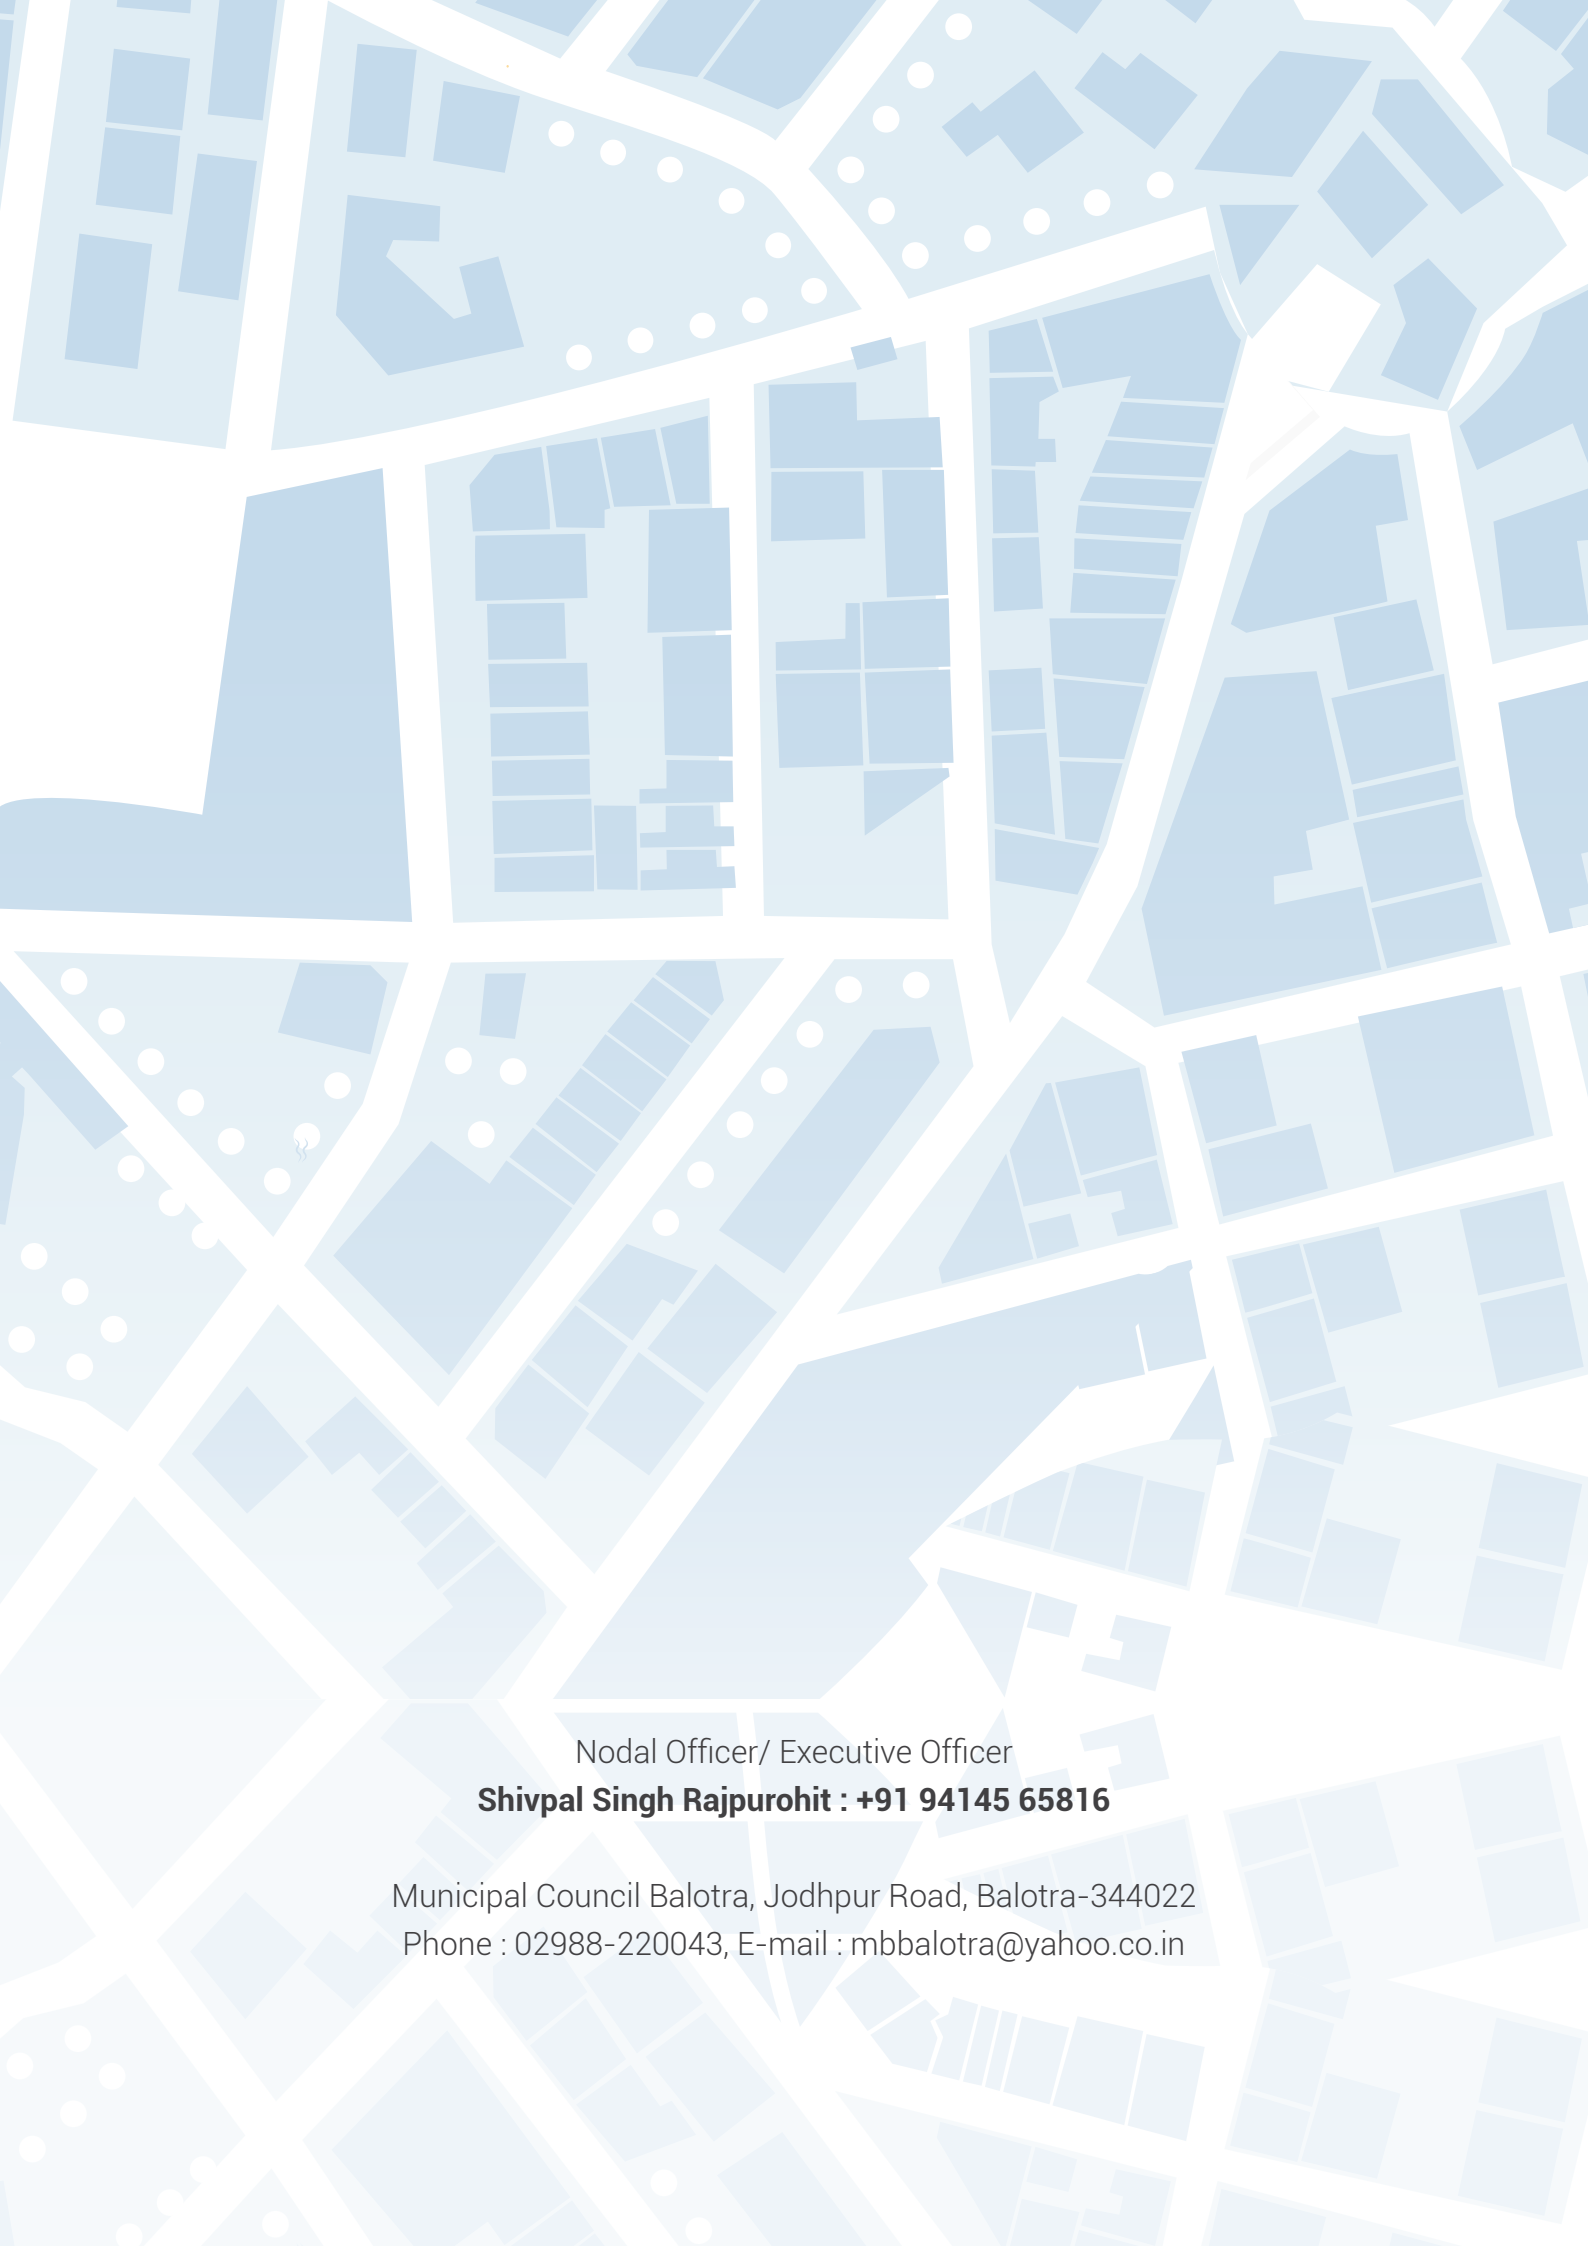 Nodal Officer/ Executive Officer
Shivpal Singh Rajpurohit : +91 94145 65816
Municipal Council Balotra, Jodhpur Road, Balotra-344022
Phone : 02988-220043, E-mail : mbbalotra@yahoo.co.in